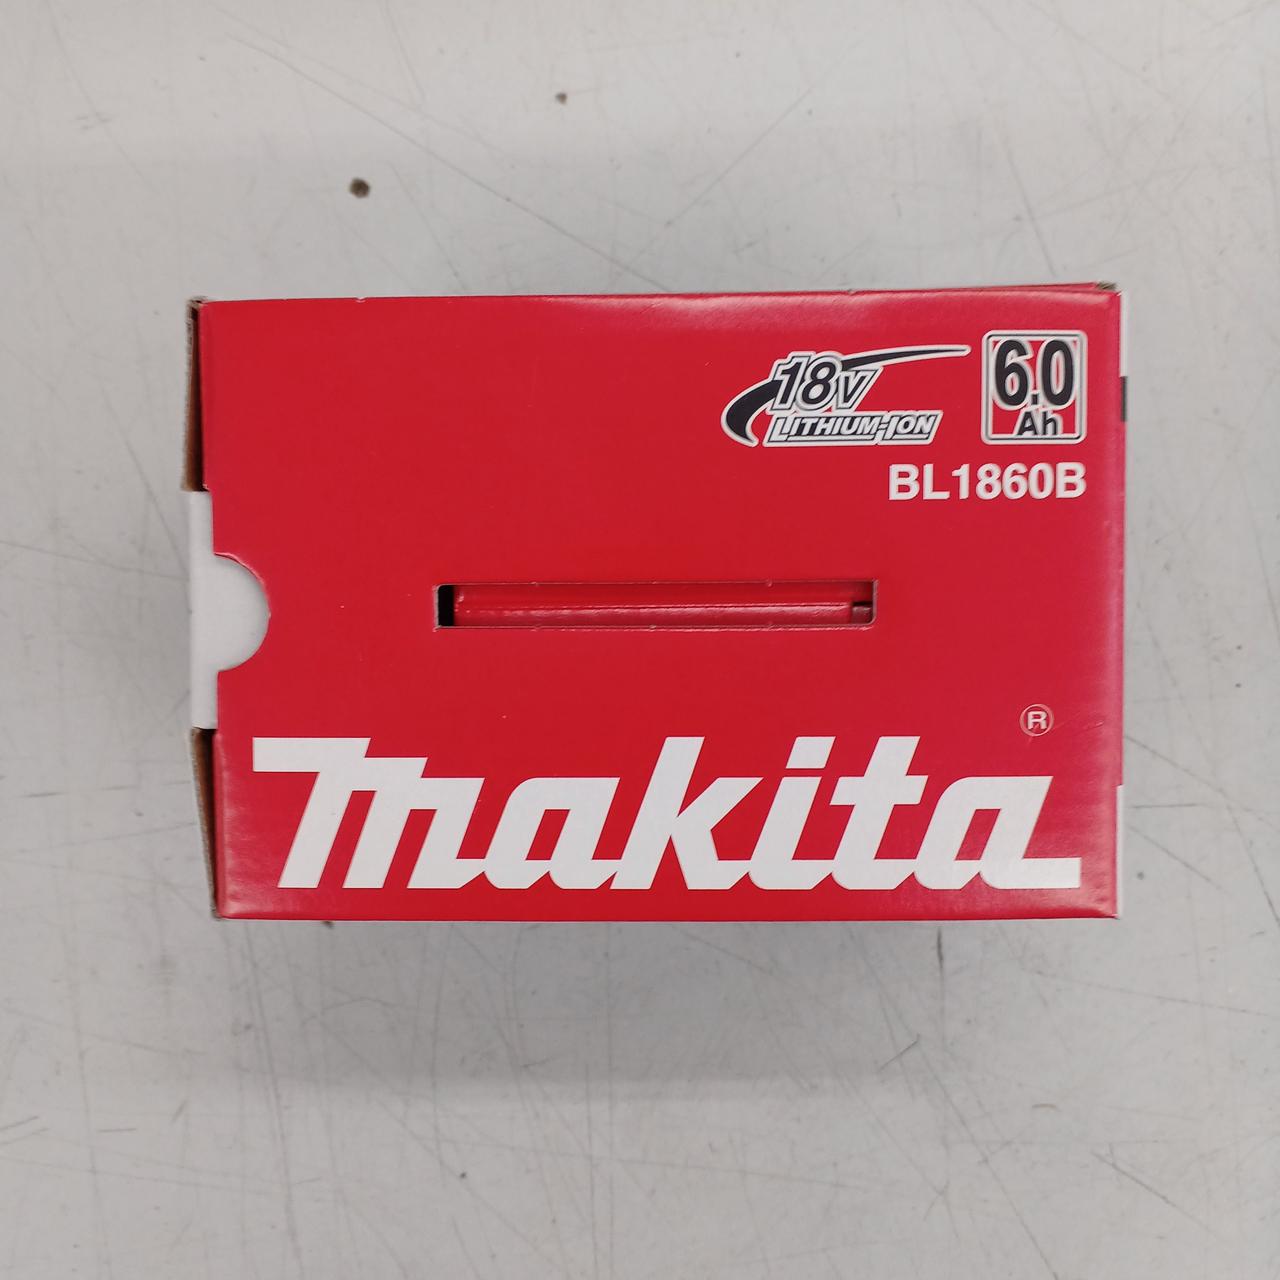 18V
LITHIUM-ION
6.0
Ah
BL1860B
makita®